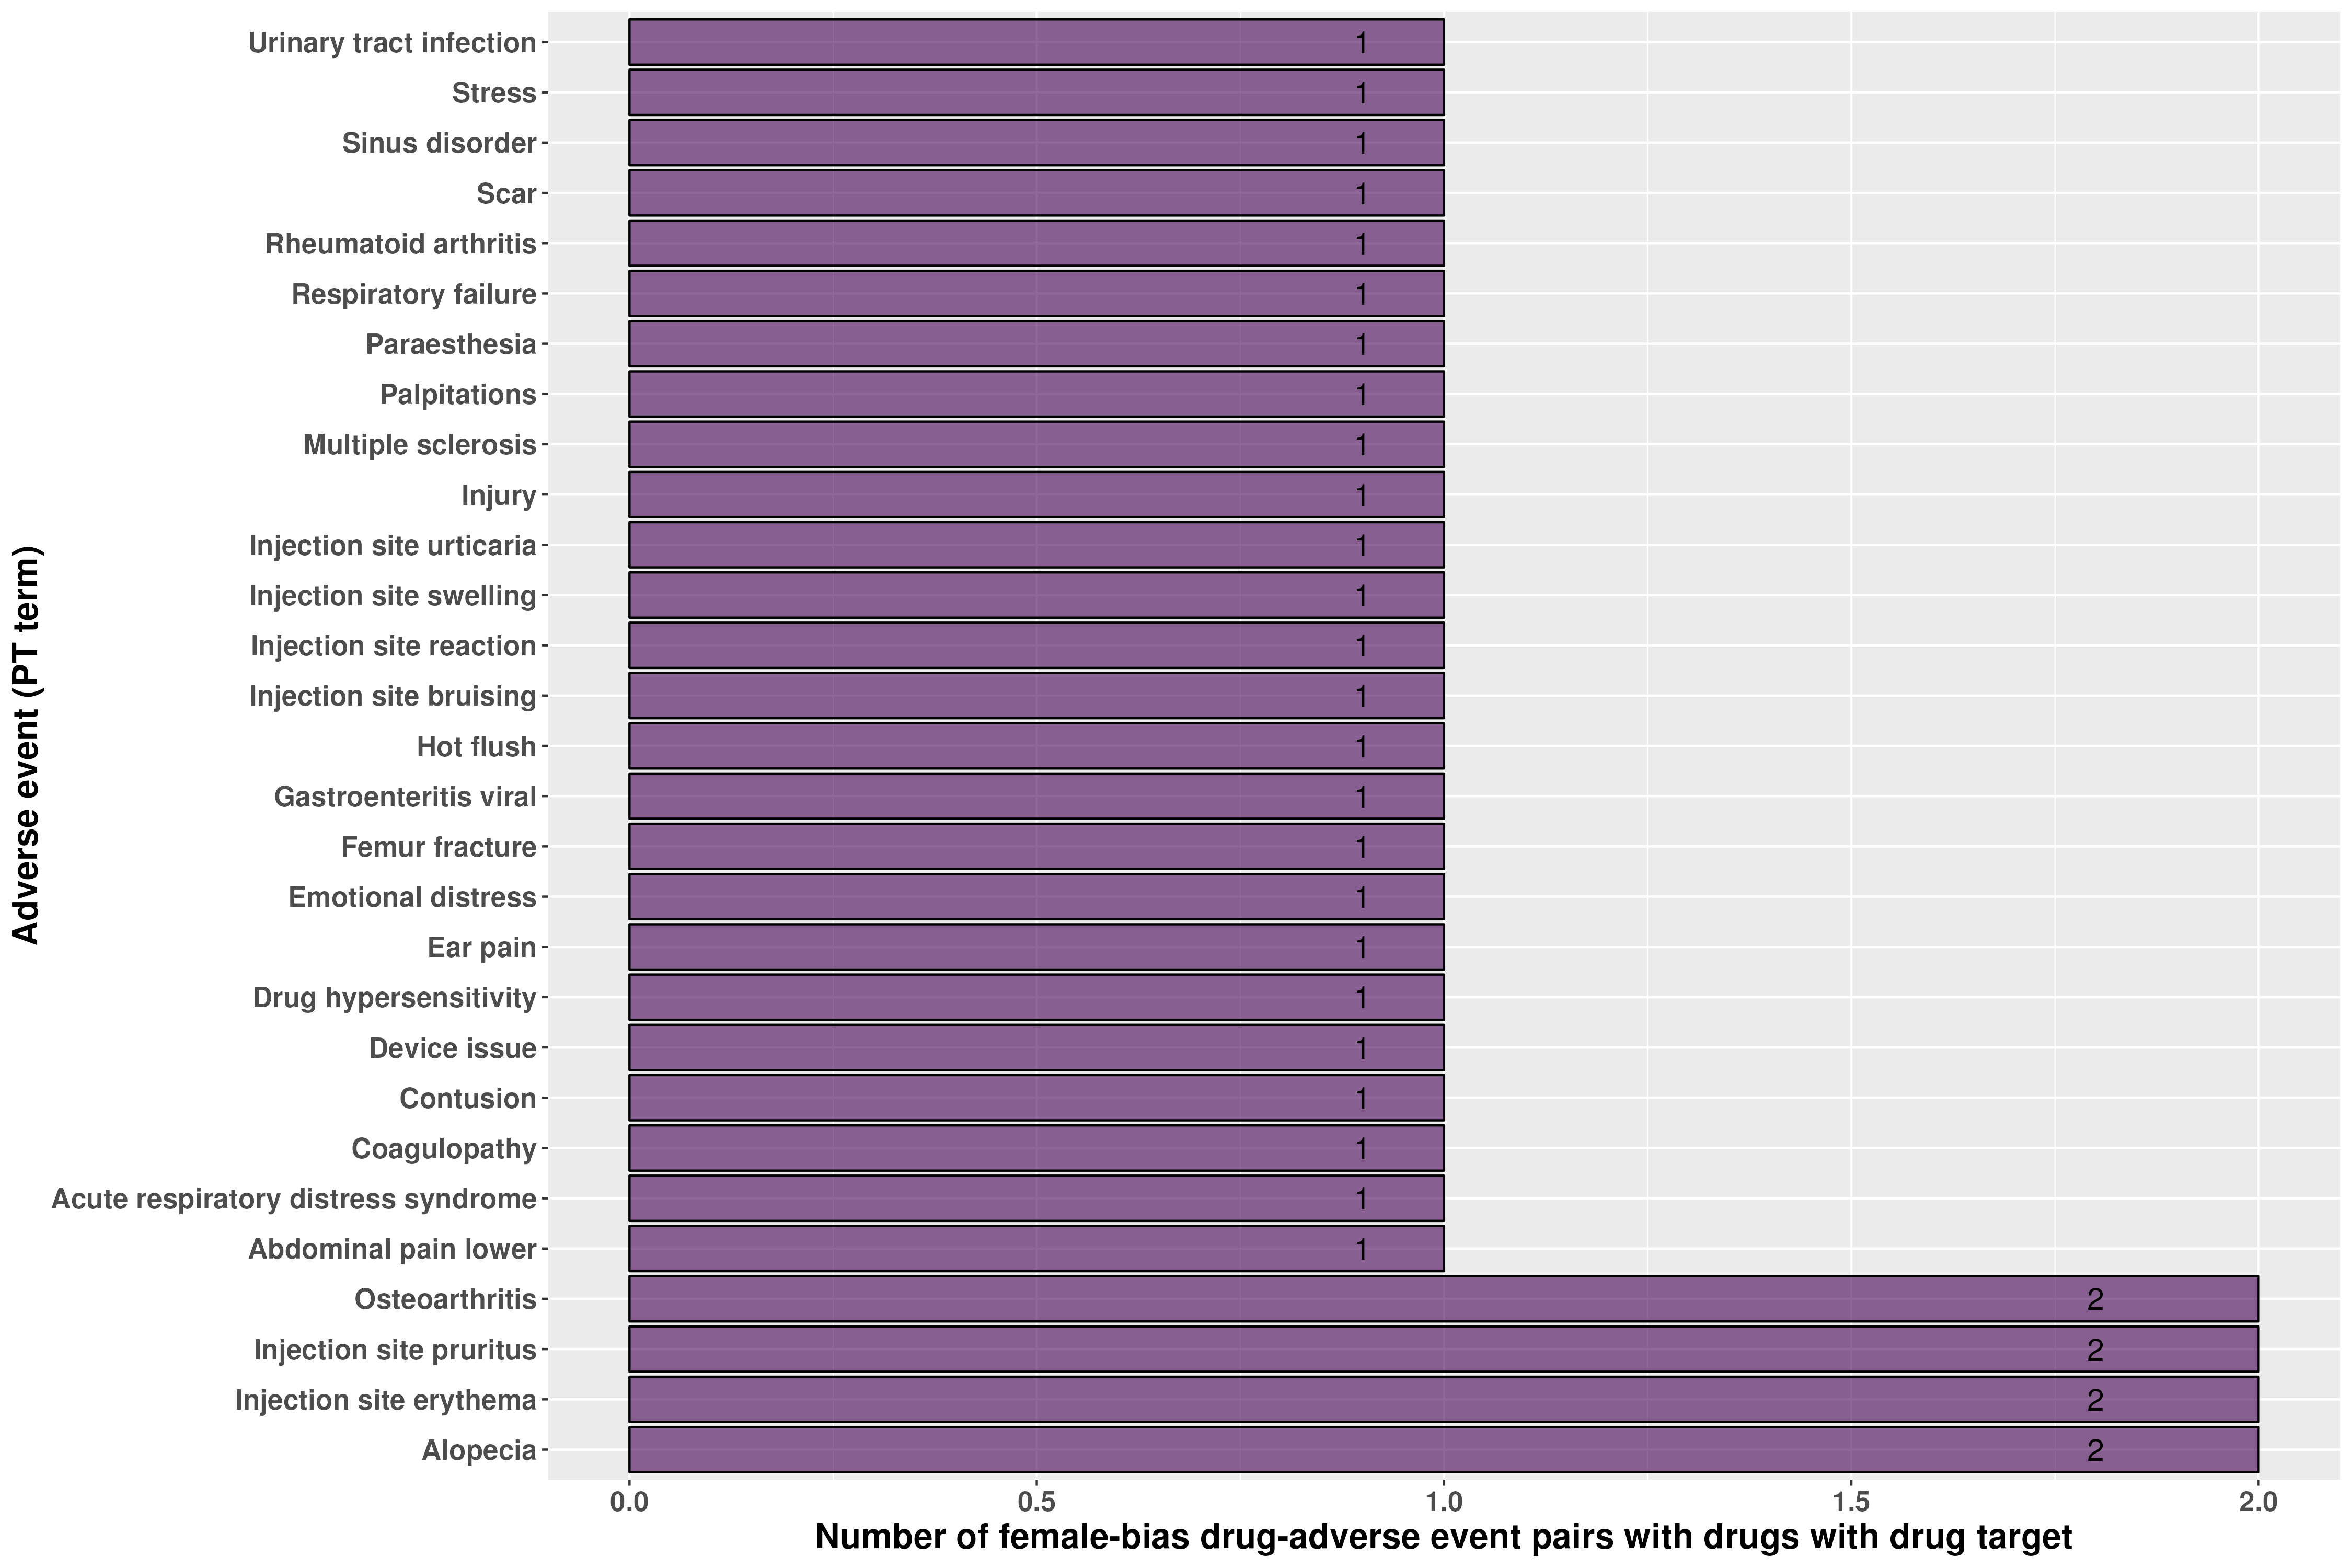 Adverse event (PT term)
Urinary tract infection 1
Stress 1
Sinus disorder 1
Scar 1
Rheumatoid arthritis 1
Respiratory failure 1
Paraesthesia 1
Palpitations 1
Multiple sclerosis 1
Injury 1
Injection site urticaria 1
Injection site swelling 1
Injection site reaction 1
Injection site bruising 1
Hot flush 1
Gastroenteritis viral 1
Femur fracture 1
Emotional distress 1
Ear pain 1
Drug hypersensitivity 1
Device issue 1
Contusion 1
Coagulopathy 1
Acute respiratory distress syndrome 1
Abdominal pain lower 1
Osteoarthritis 2
Injection site pruritus 2
Injection site erythema 2
Alopecia 2
0.0 0.5 1.0 1.5 2.0
Number of female-bias drug-adverse event pairs with drugs with drug target